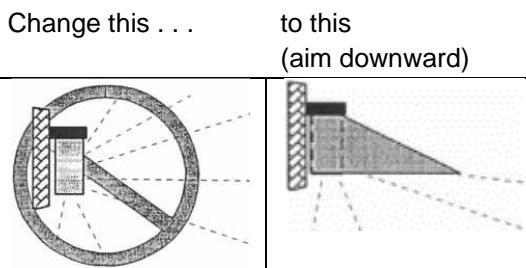 Change this . . .
to this
(aim downward)